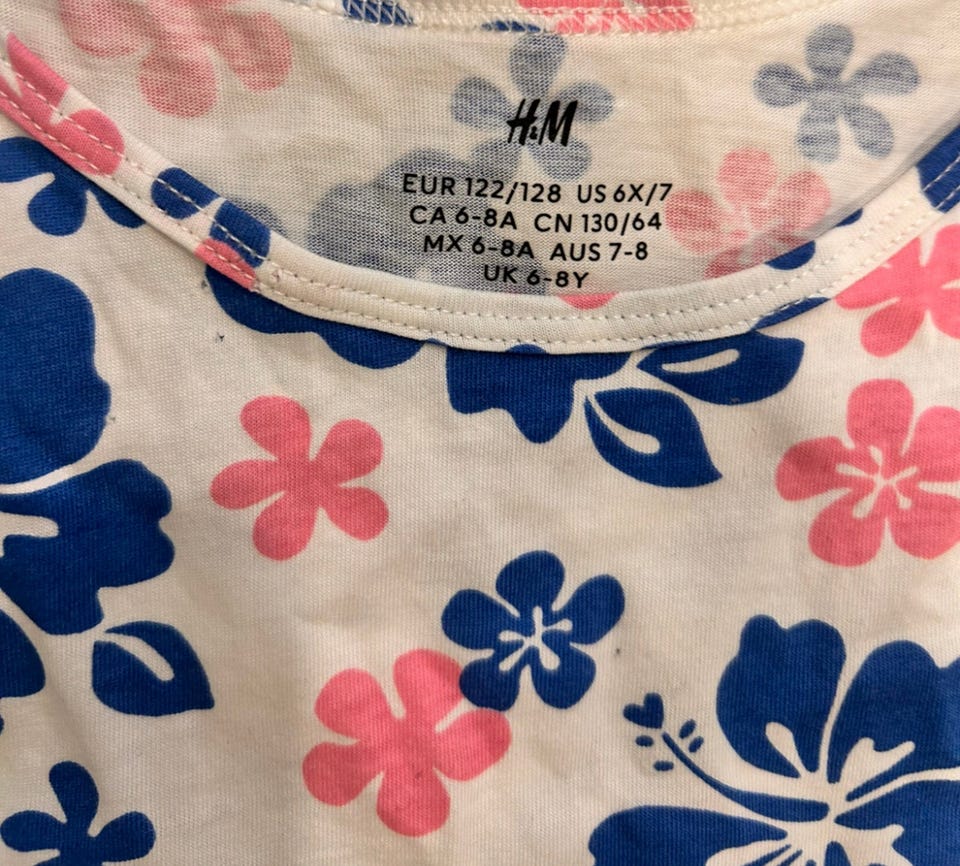 H&M
EUR 122/128 US 6X/7
CA 6-8A CN 130/64
MX 6-8A AUS 7-8
UK 6-8Y